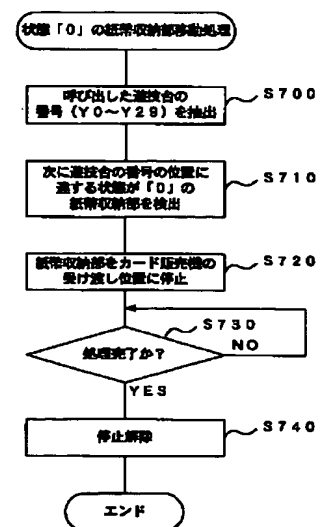 状態「０」の紙幣収納部移動処理
呼び出した遊技台の
番号（Ｙ０～Ｙ２９）を抽出
Ｓ７００
次に遊技台の番号の位置に
達する状態が「０」の
紙幣収納部を検出
Ｓ７１０
紙幣収納部をカード販売機の
受け渡し位置に停止
Ｓ７２０
処理完了か？
Ｓ７３０
ＮＯ
ＹＥＳ
停止解除
Ｓ７４０
エンド